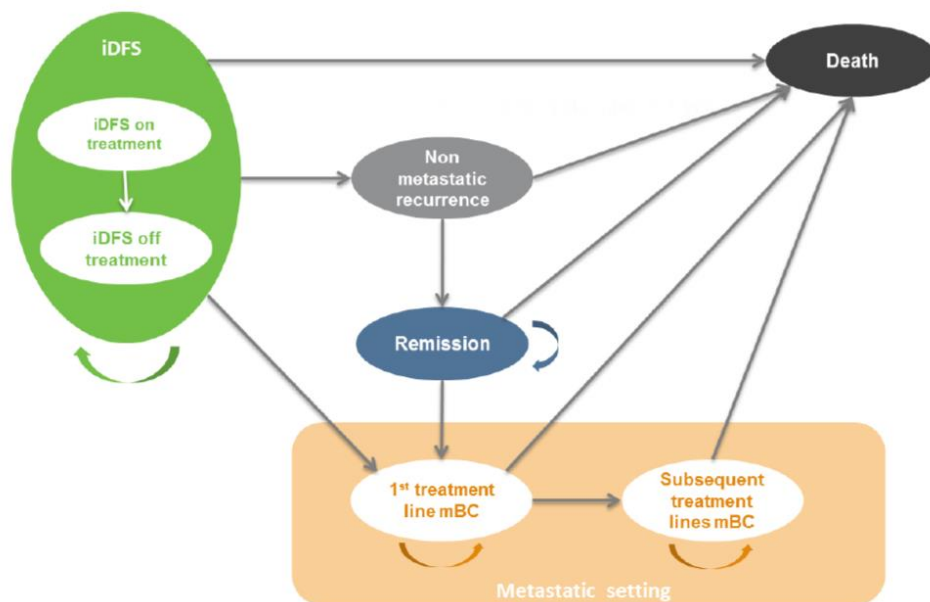 iDFS
iDFS on
treatment
iDFS off
treatment
Death
Non
metastatic
recurrence
Remission
1st treatment
line mBC
Subsequent
treatment
lines mBC
Metastatic setting